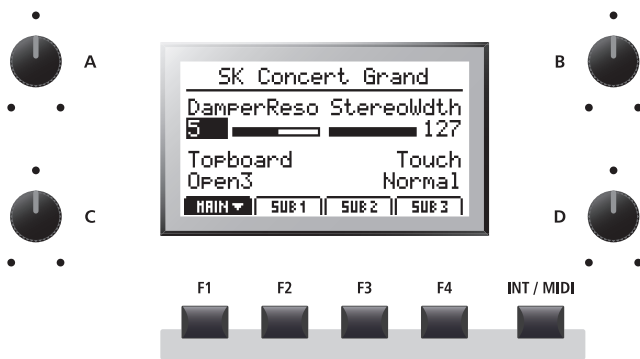 A
B
SK Concert Grand
DamperReso StereoWdth
5 127
Topboard Touch
Open3 Normal
MAIN SUB 1 SUB 2 SUB 3
C
D
F1 F2 F3 F4 INT / MIDI